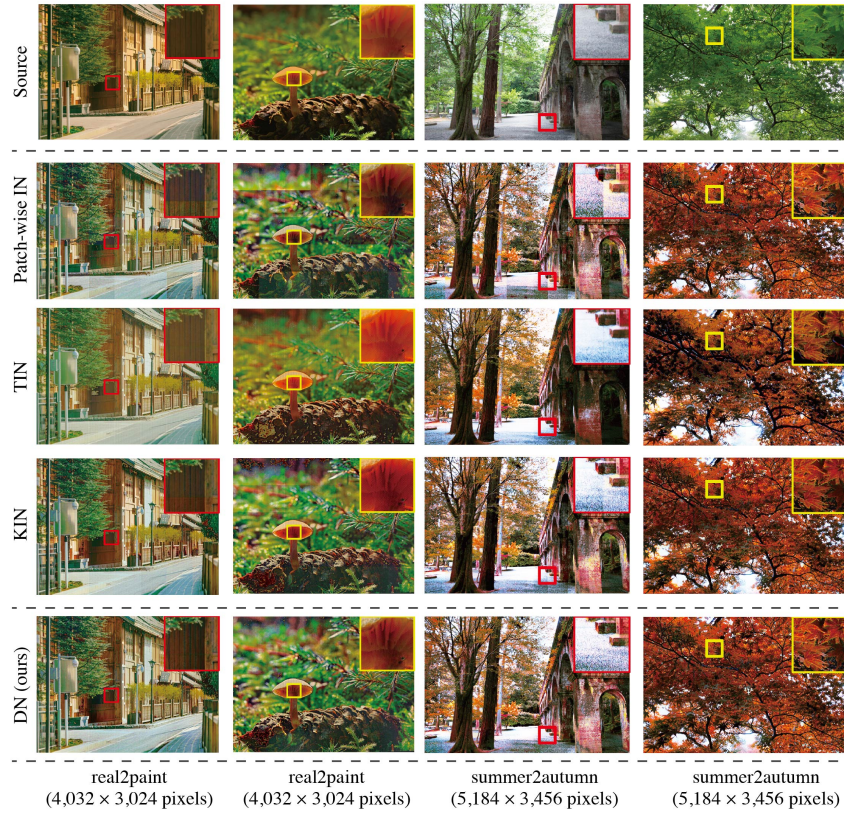 Source
Patch-wise IN
TIN
KIN
DN (ours)
real2paint
(4,032 × 3,024 pixels)
real2paint
(4,032 × 3,024 pixels)
summer2autumn
(5,184 × 3,456 pixels)
summer2autumn
(5,184 × 3,456 pixels)